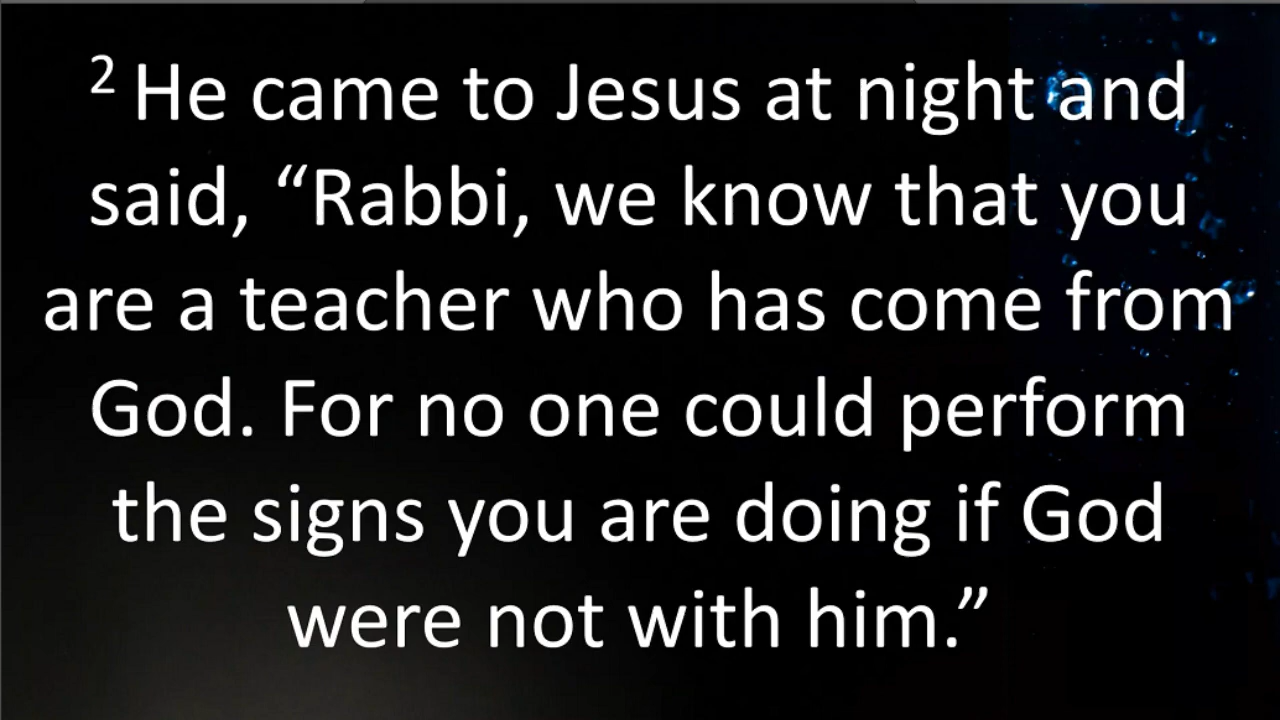 2 He came to Jesus at night and
said, “Rabbi, we know that you
are a teacher who has come from
God. For no one could perform
the signs you are doing if God
were not with him.”